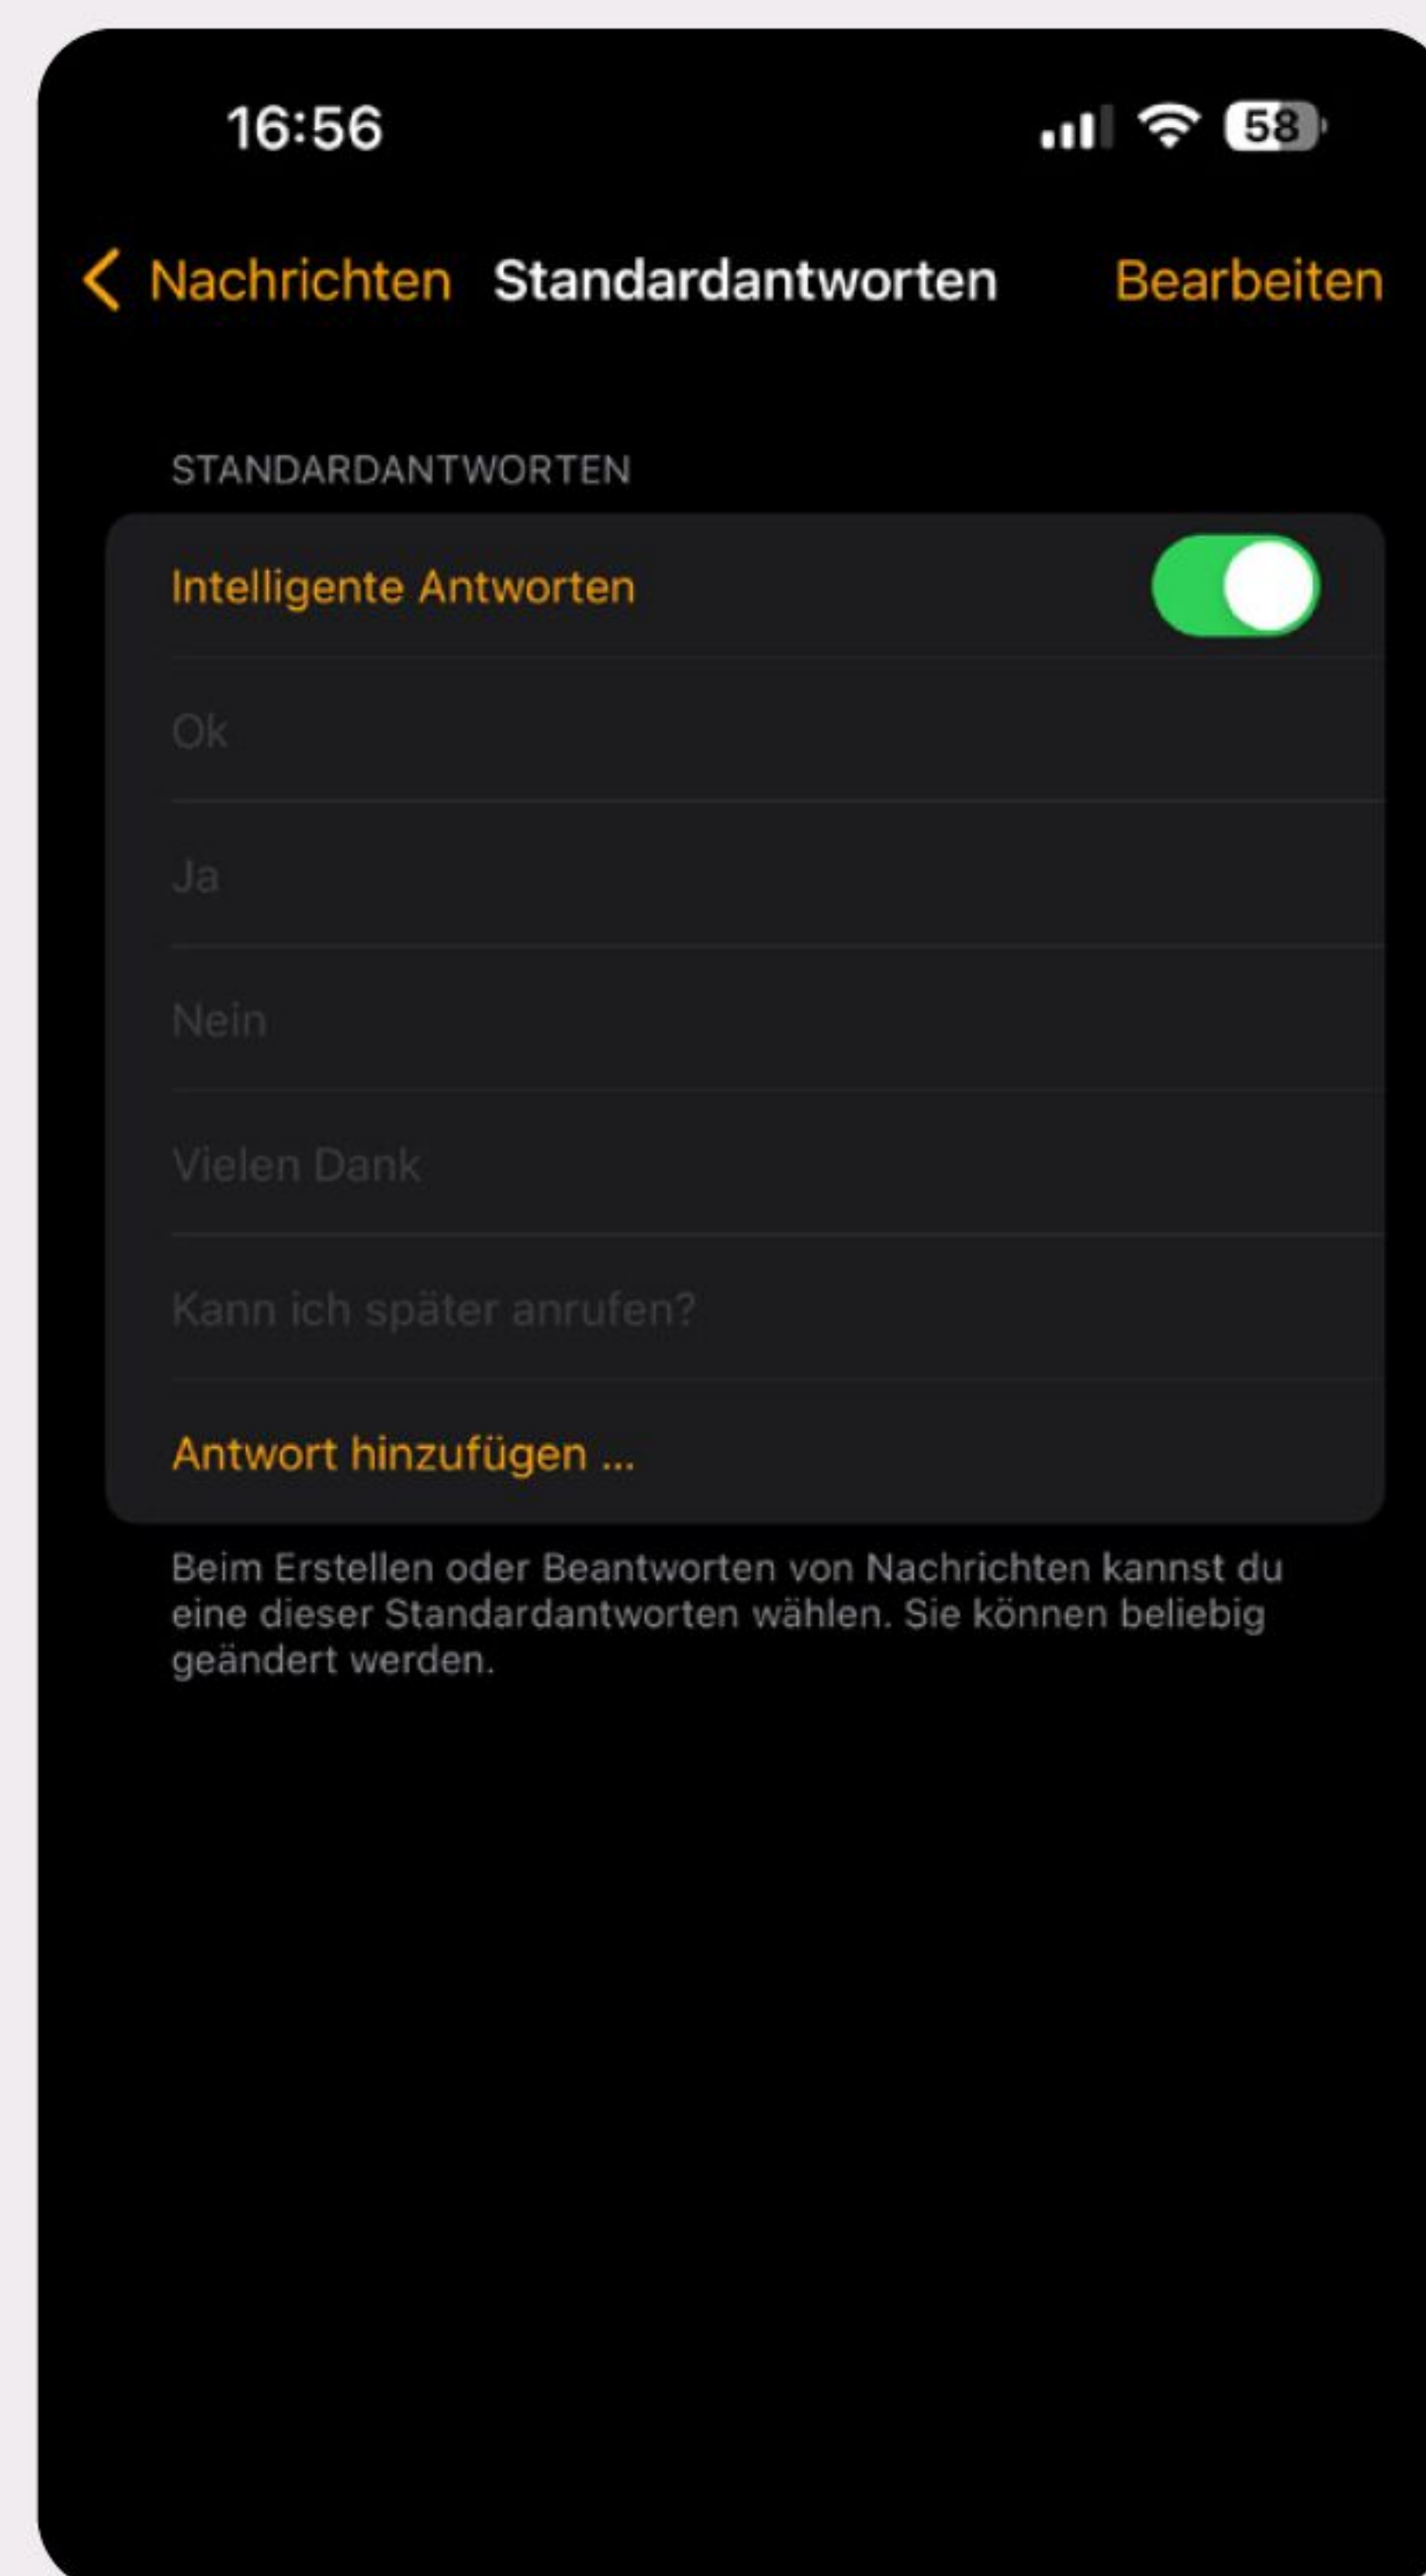 16:56
58
Nachrichten Standardantworten Bearbeiten
STANDARDANTWORTEN
Intelligente Antworten
Ok
Ja
Nein
Vielen Dank
Kann ich später anrufen?
Antwort hinzufügen ...
Beim Erstellen oder Beantworten von Nachrichten kannst du
eine dieser Standardantworten wählen. Sie können beliebig
geändert werden.